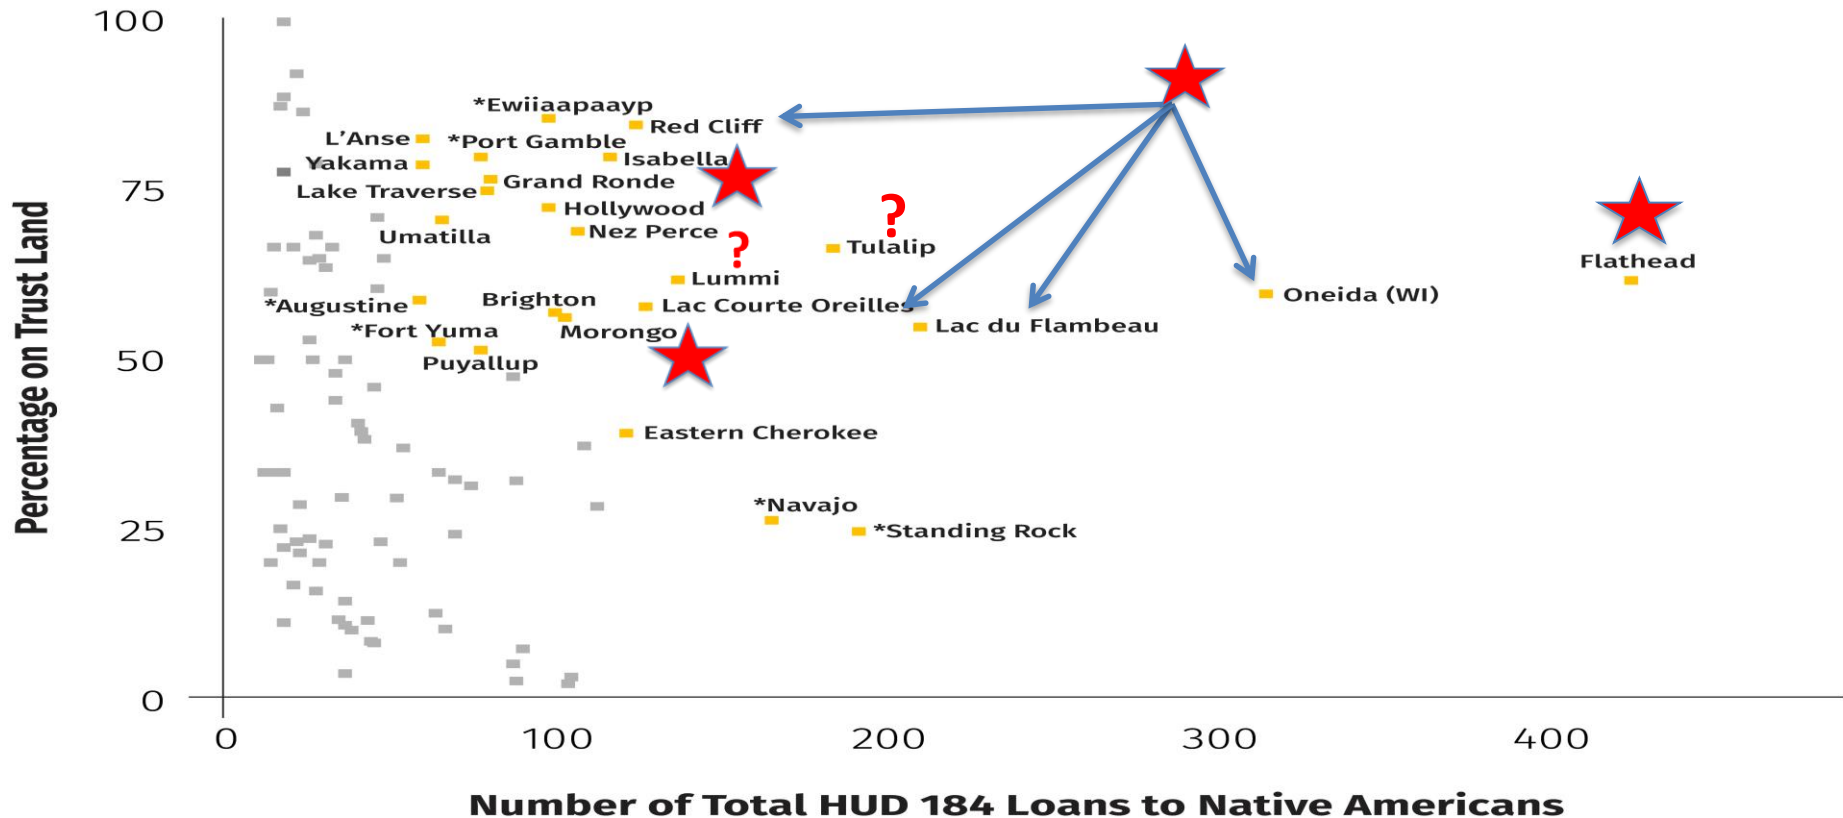 100
*Ewiiaapaayp
Red Cliff
L'Anse
*Port Gamble
Yakama
Isabella
75
Lake Traverse
Grand Ronde
Hollywood
?
Umatilla
Nez Perce
?
Tulalip
Flathead
Lummi
*Augustine
Brighton
Lac Courte Oreilles
Oneida (WI)
*Fort Yuma
Morongo
Lac du Flambeau
50
Puyallup
Eastern Cherokee
*Navajo
25
*Standing Rock
0
Percentage on Trust Land
0 100 200 300 400
Number of Total HUD 184 Loans to Native Americans